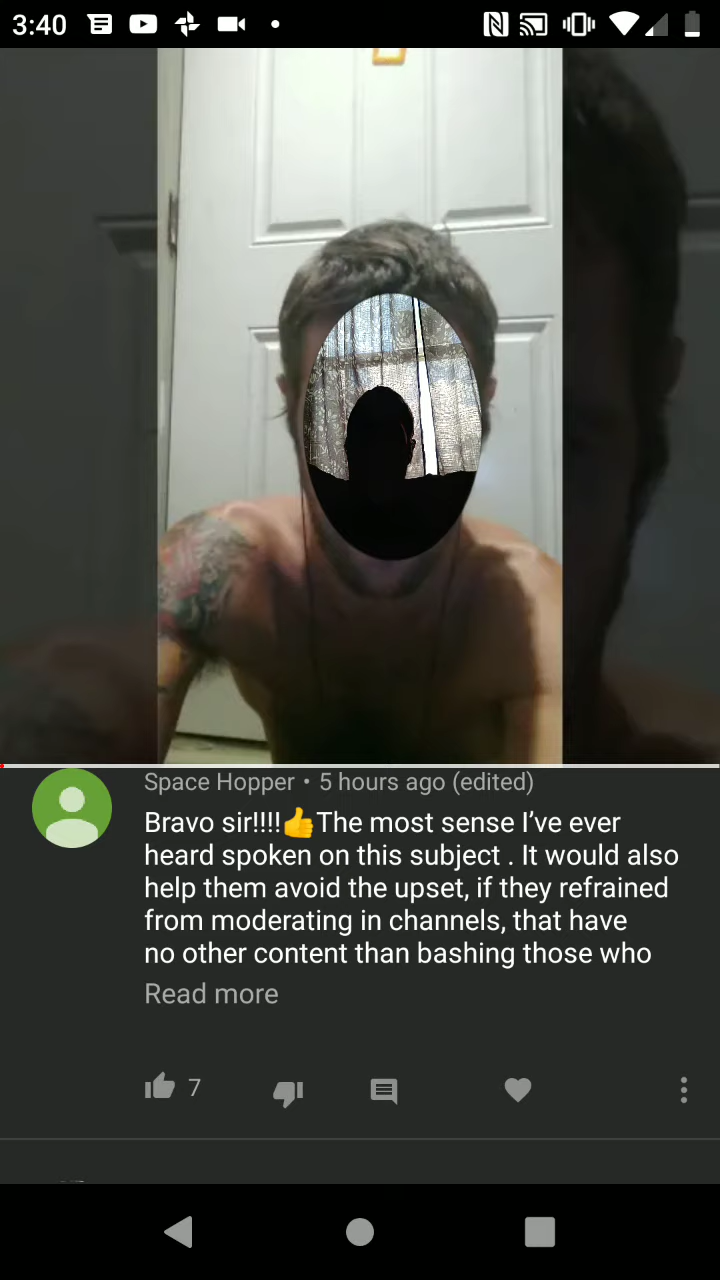 3:40
Space Hopper • 5 hours ago (edited)
Bravo sir!!!!👍The most sense I’ve ever
heard spoken on this subject . It would also
help them avoid the upset, if they refrained
from moderating in channels, that have
no other content than bashing those who
Read more
7